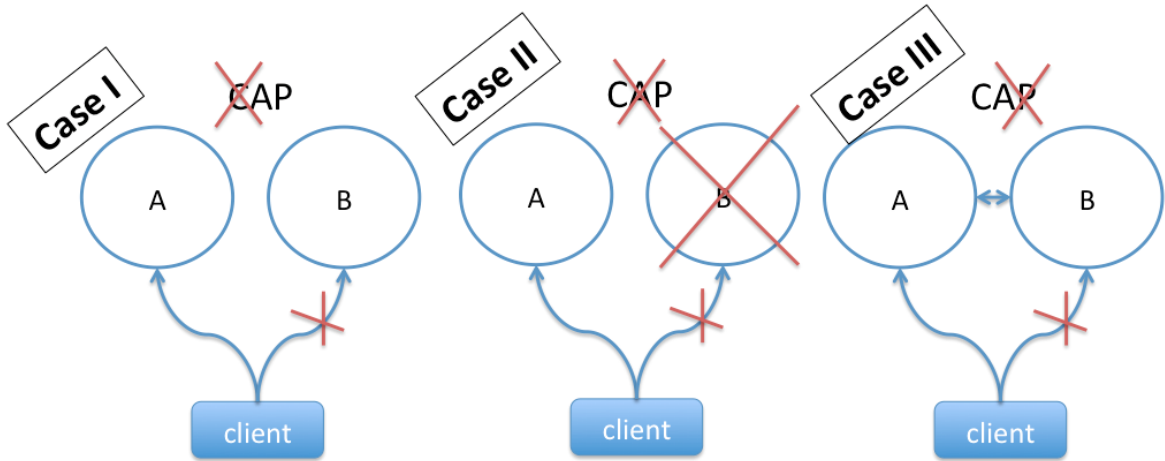 Case I
CAP
A
B
client
Case II
CAP
A
B
client
Case III
CAP
A
B
client